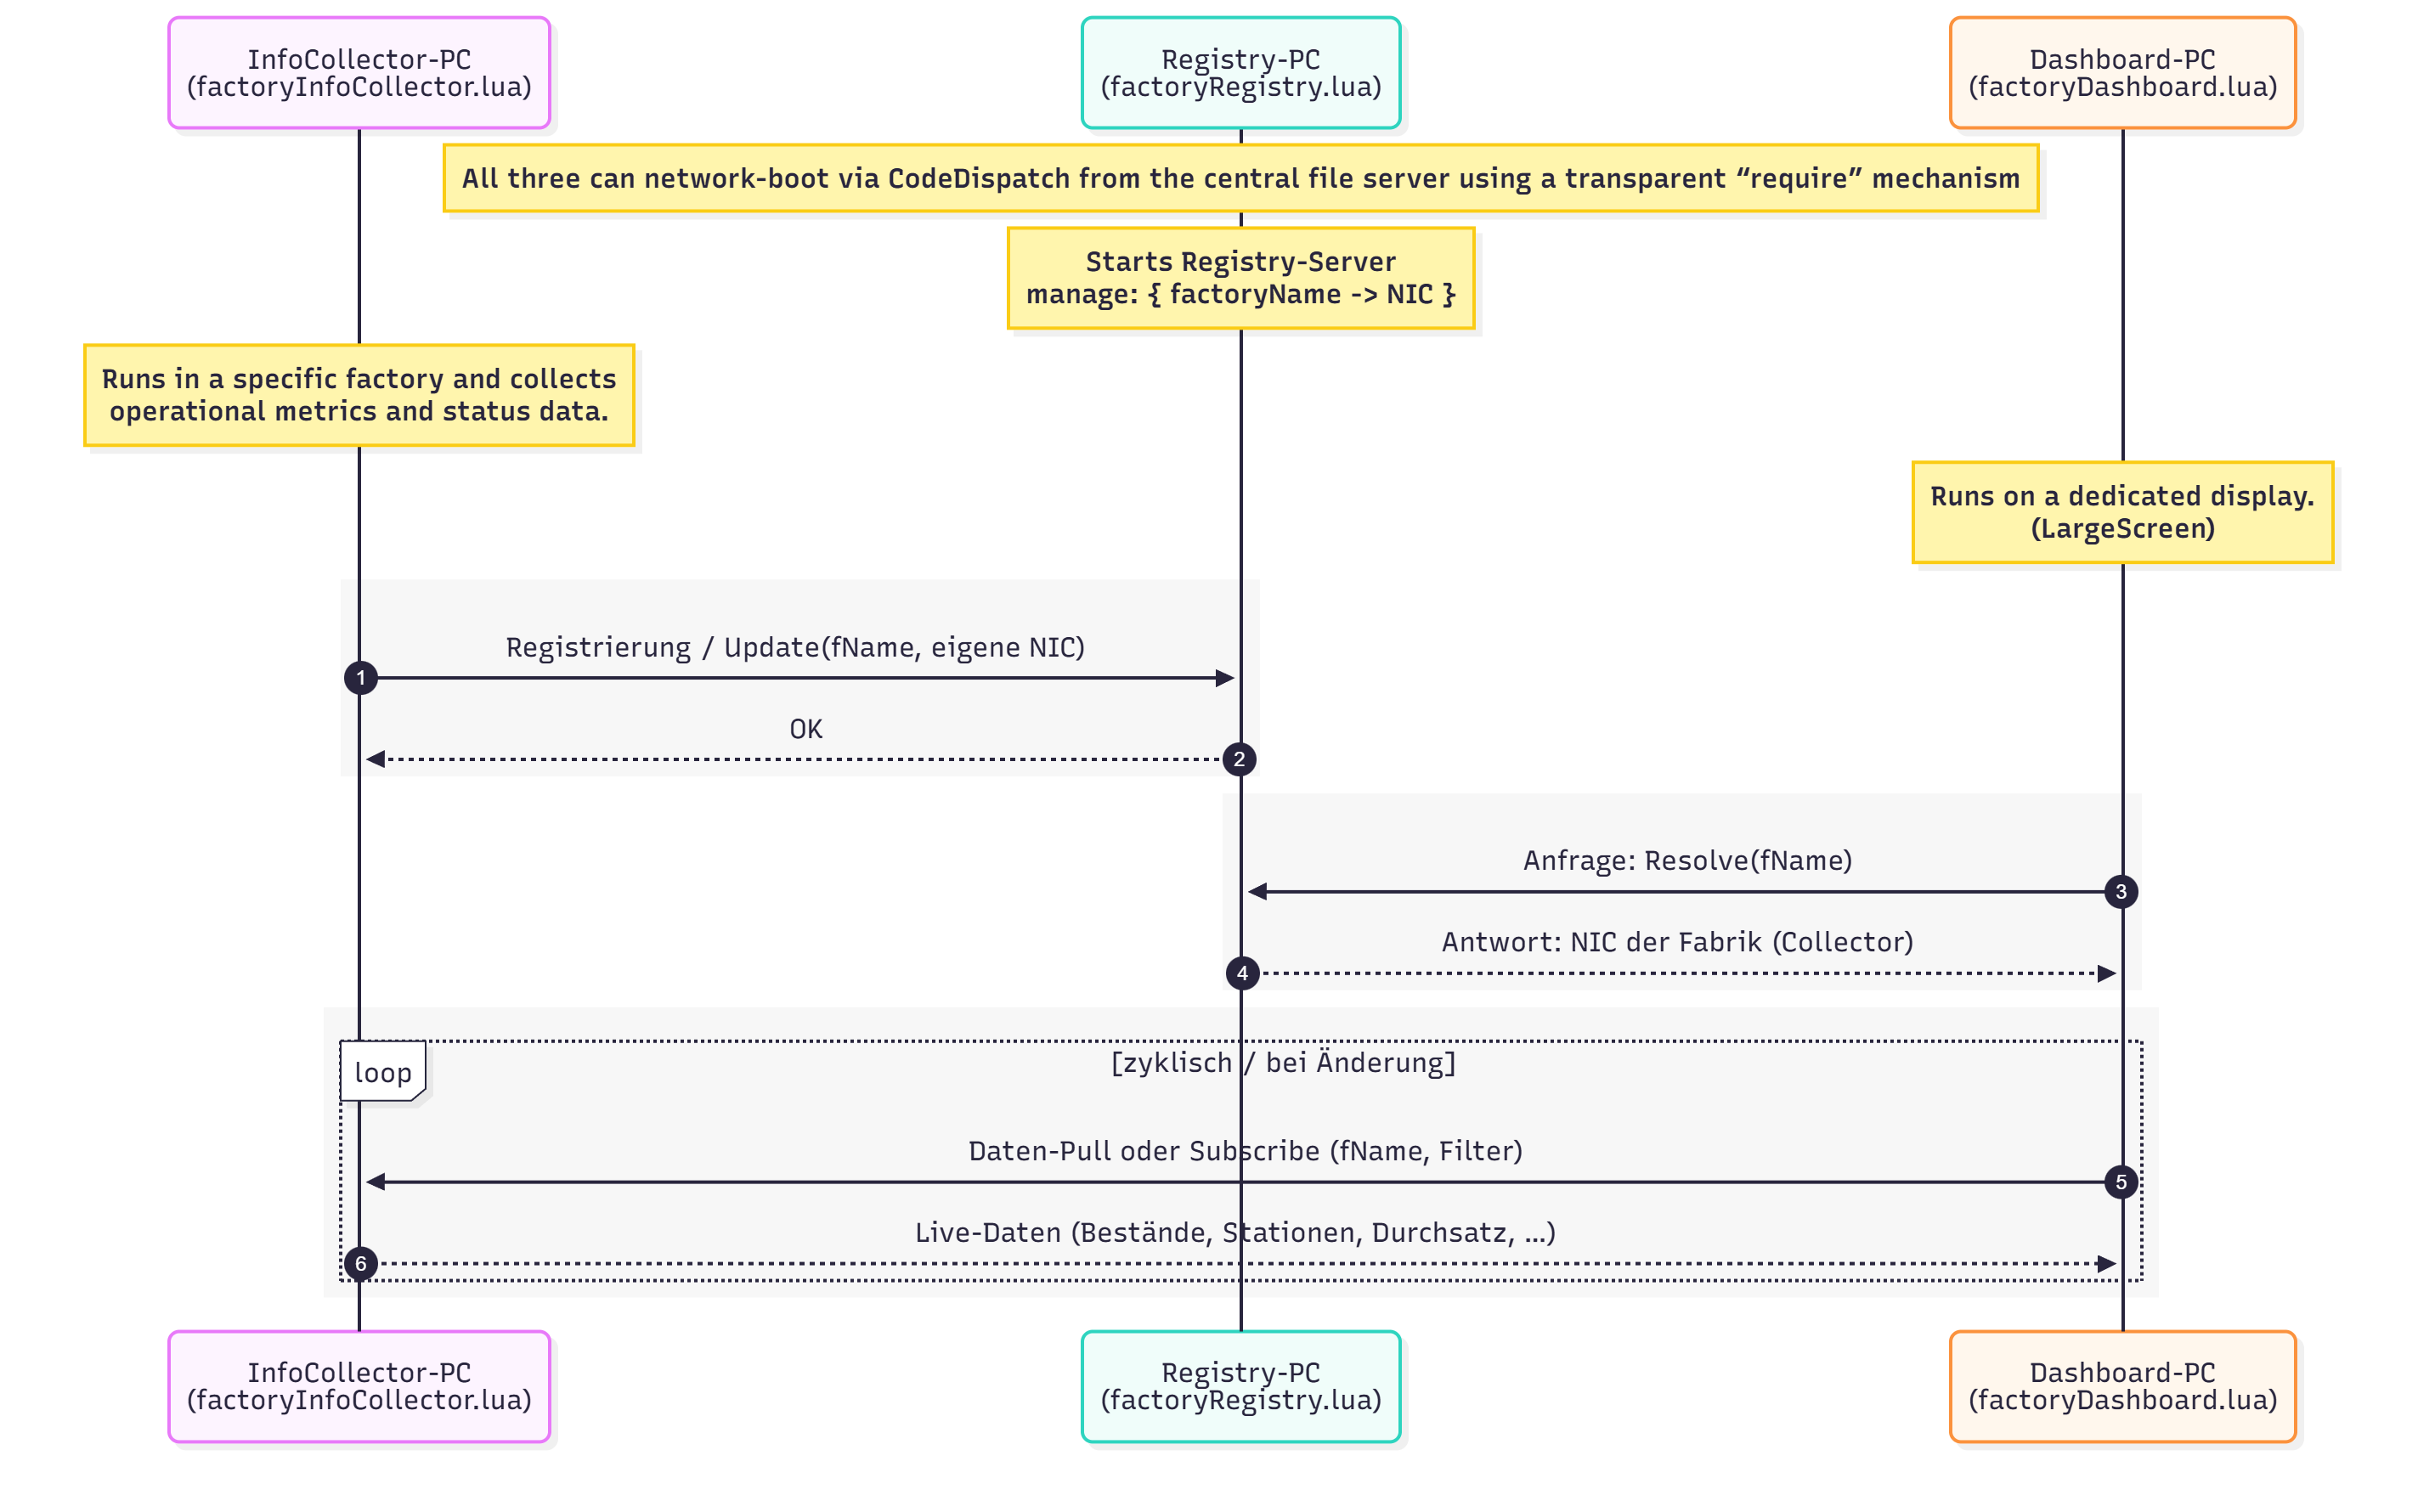 InfoCollector-PC
(factoryInfoCollector.lua)
Registry-PC
(factoryRegistry.lua)
Dashboard-PC
(factoryDashboard.lua)
All three can network-boot via CodeDispatch from the central file server using a transparent “require” mechanism
Starts Registry-Server
manage: { factoryName -> NIC }
Runs in a specific factory and collects
operational metrics and status data.
Runs on a dedicated display.
(LargeScreen)
Registrierung / Update(fName, eigene NIC)
1
OK
2
Anfrage: Resolve(fName)
3
Antwort: NIC der Fabrik (Collector)
4
loop
[zyklisch / bei Änderung]
Daten-Pull oder Subscribe (fName, Filter)
5
Live-Daten (Bestände, Stationen, Durchsatz, ...)
6
InfoCollector-PC
(factoryInfoCollector.lua)
Registry-PC
(factoryRegistry.lua)
Dashboard-PC
(factoryDashboard.lua)